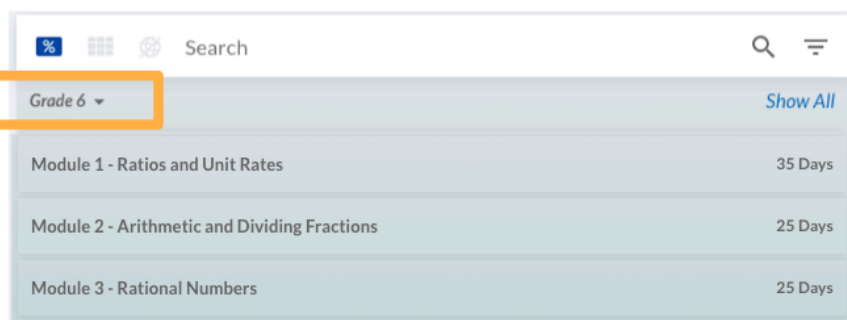 % Search
Grade 6 Show All
Module 1 - Ratios and Unit Rates 35 Days
Module 2 - Arithmetic and Dividing Fractions 25 Days
Module 3 - Rational Numbers 25 Days